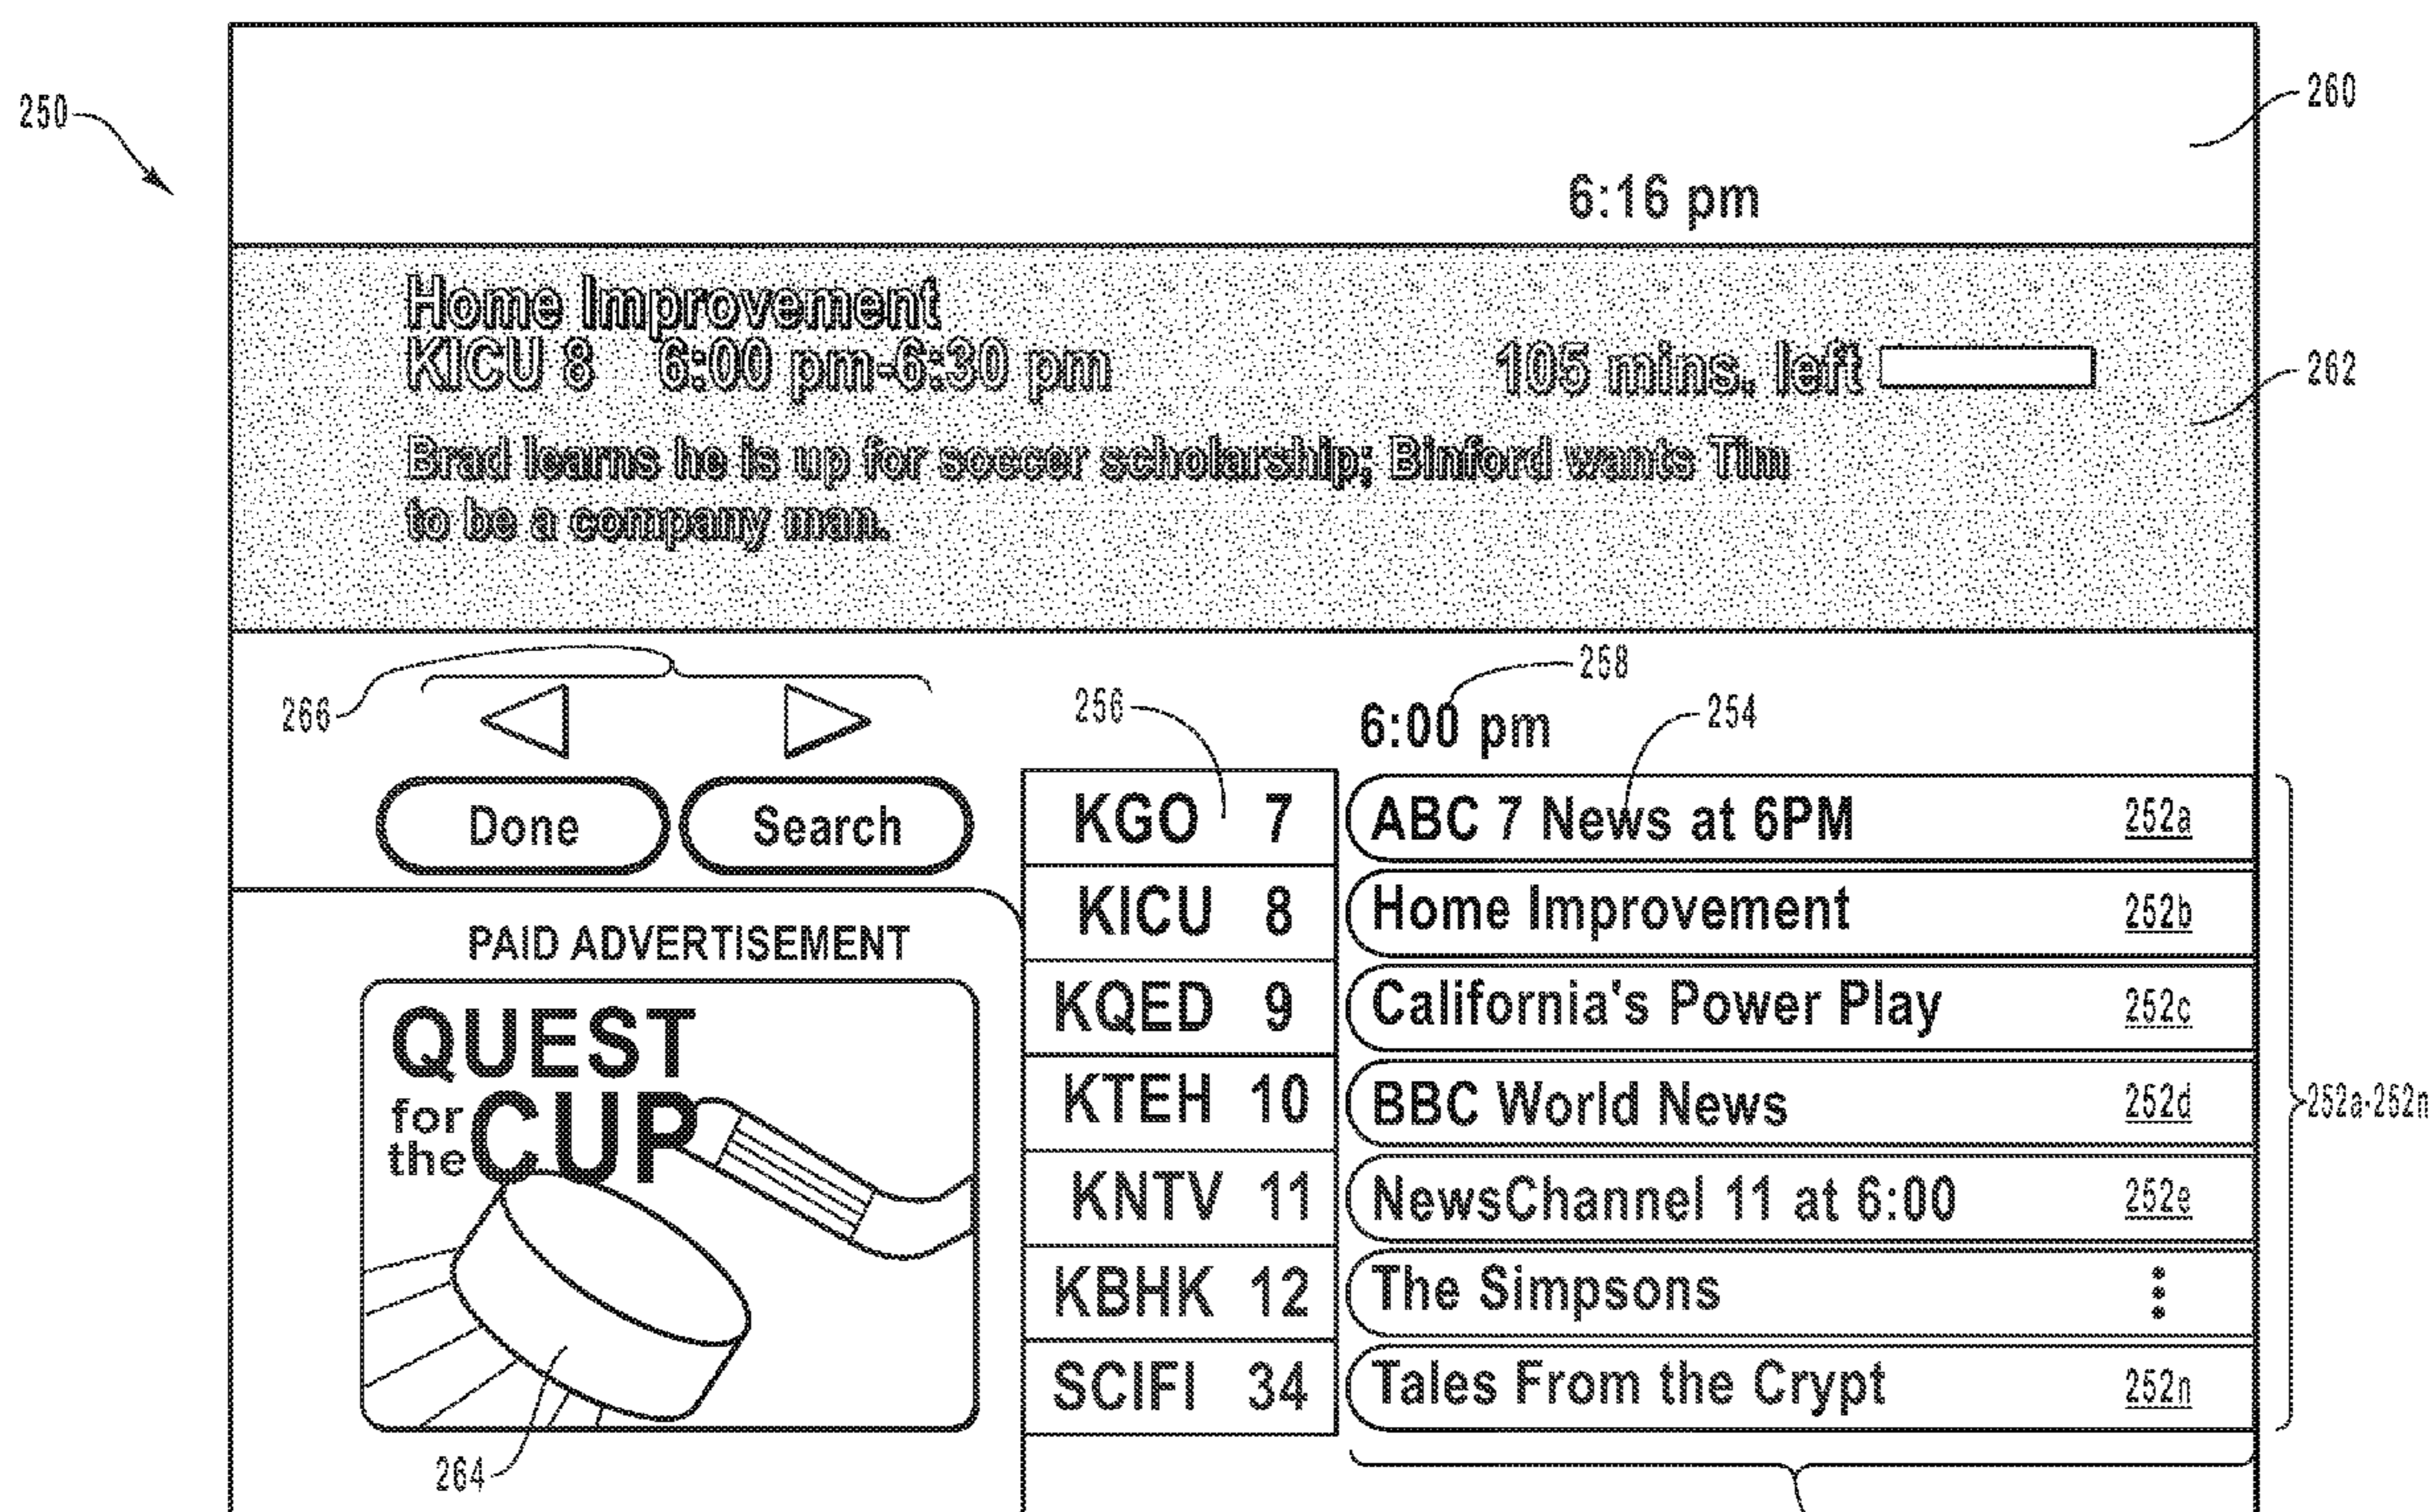 250
260
6:16 pm
Home Improvement
KICU 8 6:00 pm-6:30 pm 105 mins. left
262
Brad learns he is up for soccer scholarship; Binford wants Tim
to be a company man.
266
256
258
6:00 pm
254
Done Search
KGO 7 ABC 7 News at 6PM 252a
KICU 8 Home Improvement 252b
PAID ADVERTISEMENT
KQED 9 California's Power Play 252c
QUEST
for
the CUP
KTEH 10 BBC World News 252d
252a-252n
KNTV 11 NewsChannel 11 at 6:00 252e
KBHK 12 The Simpsons
SCIFI 34 Tales From the Crypt 252n
264